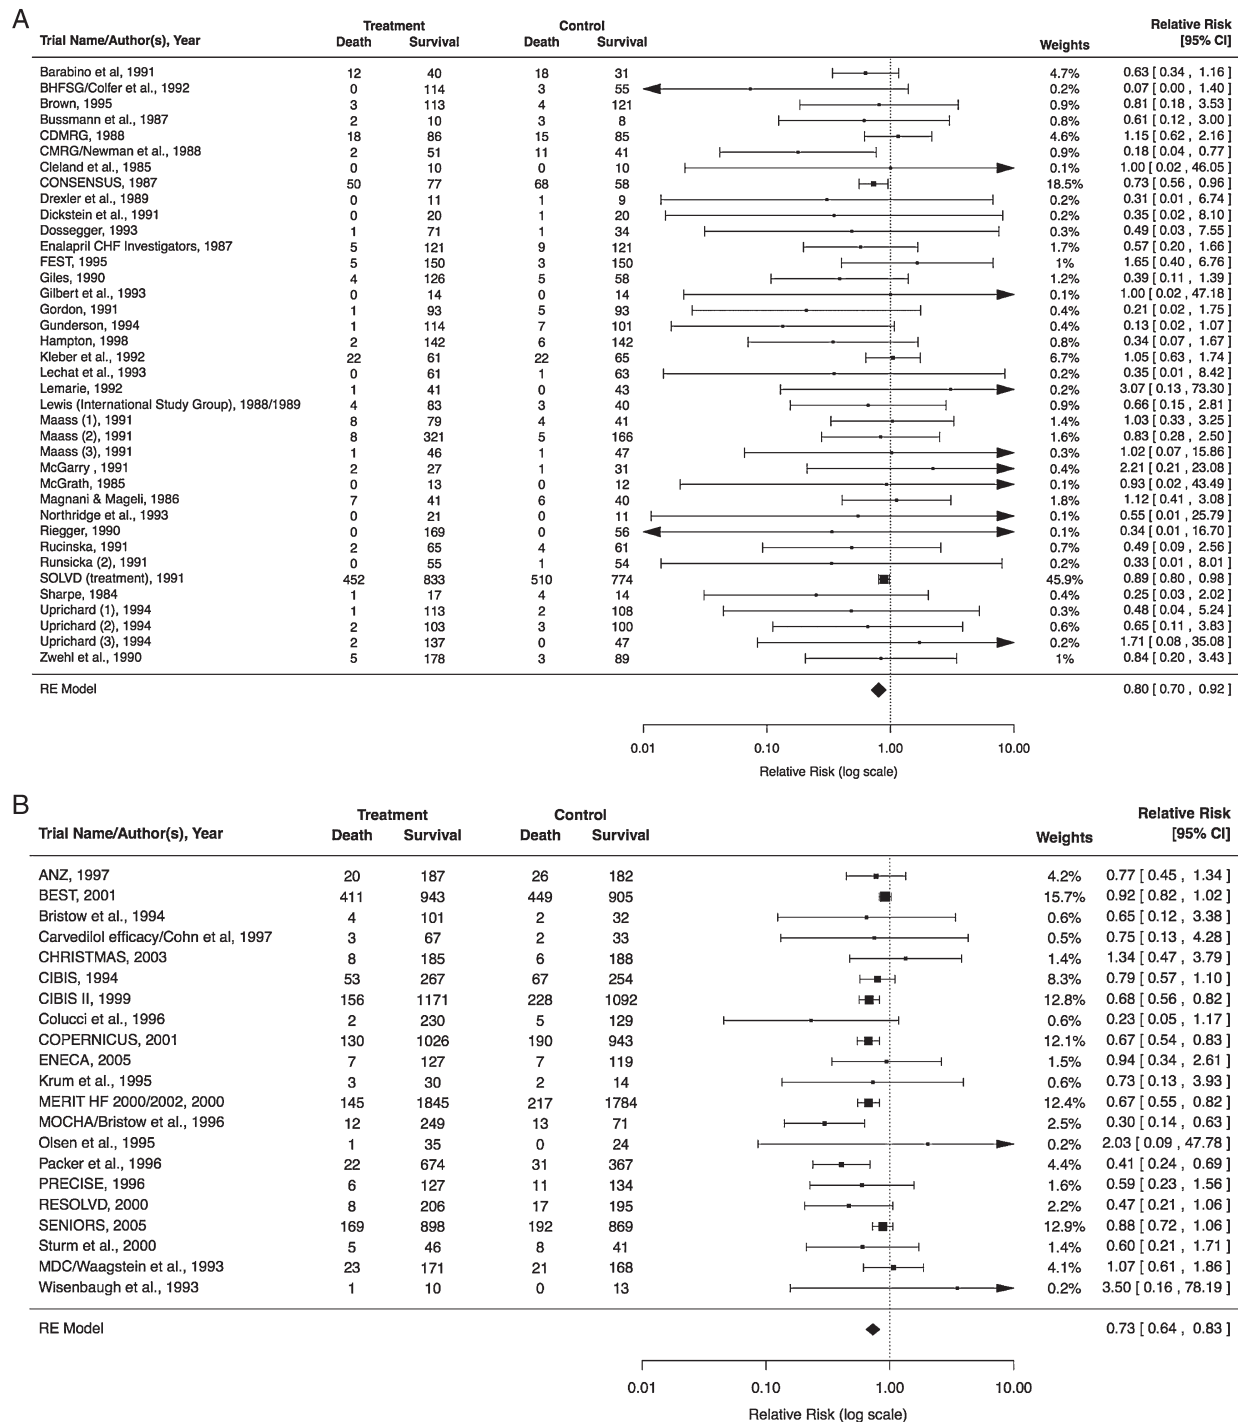 A
Treatment Control Relative Risk
Trial Name/Author(s), Year Death Survival Death Survival Weights [95% CI]
Barabino et al, 1991 12 40 18 31 4.7% 0.63 [ 0.34 , 1.16 ]
BHFSG/Colfer et al., 1992 0 114 3 55 0.2% 0.07 [ 0.00 , 1.40 ]
Brown, 1995 3 113 4 121 0.9% 0.81 [ 0.18 , 3.53 ]
Bussmann et al., 1987 2 10 3 8 0.8% 0.61 [ 0.12 , 3.00 ]
CDMRG, 1988 18 86 15 85 4.6% 1.15 [ 0.62 , 2.16 ]
CMRG/Newman et al., 1988 2 51 11 41 0.9% 0.18 [ 0.04 , 0.77 ]
Cleland et al., 1985 0 10 0 10 0.1% 1.00 [ 0.02 , 46.05 ]
CONSENSUS, 1987 50 77 68 58 18.5% 0.73 [ 0.56 , 0.96 ]
Drexler et al., 1989 0 11 1 9 0.2% 0.31 [ 0.01 , 6.74 ]
Dickstein et al., 1991 0 20 1 20 0.2% 0.35 [ 0.02 , 8.10 ]
Dossegger, 1993 1 71 1 34 0.3% 0.49 [ 0.03 , 7.55 ]
Enalapril CHF Investigators, 1987 5 121 9 121 1.7% 0.57 [ 0.20 , 1.66 ]
FEST, 1995 5 150 3 150 1% 1.65 [ 0.40 , 6.76 ]
Giles, 1990 4 126 5 58 1.2% 0.39 [ 0.11 , 1.39 ]
Gilbert et al., 1993 0 14 0 14 0.1% 1.00 [ 0.02 , 47.18 ]
Gordon, 1991 1 93 5 93 0.4% 0.21 [ 0.02 , 1.75 ]
Gunderson, 1994 1 114 7 101 0.4% 0.13 [ 0.02 , 1.07 ]
Hampton, 1998 2 142 6 142 0.8% 0.34 [ 0.07 , 1.67 ]
Kleber et al., 1992 22 61 22 65 6.7% 1.05 [ 0.63 , 1.74 ]
Lechat et al., 1993 0 61 1 63 0.2% 0.35 [ 0.01 , 8.42 ]
Lemarie, 1992 1 41 0 43 0.2% 3.07 [ 0.13 , 73.30 ]
Lewis (International Study Group), 1988/1989 4 83 3 40 0.9% 0.66 [ 0.15 , 2.81 ]
Maass (1), 1991 8 79 4 41 1.4% 1.03 [ 0.33 , 3.25 ]
Maass (2), 1991 8 321 5 166 1.6% 0.83 [ 0.28 , 2.50 ]
Maass (3), 1991 1 46 1 47 0.3% 1.02 [ 0.07 , 15.86 ]
McGarry , 1991 2 27 1 31 0.4% 2.21 [ 0.21 , 23.08 ]
McGrath, 1985 0 13 0 12 0.1% 0.93 [ 0.02 , 43.49 ]
Magnani & Mageli, 1986 7 41 6 40 1.8% 1.12 [ 0.41 , 3.08 ]
Northridge et al., 1993 0 21 0 11 0.1% 0.55 [ 0.01 , 25.79 ]
Riegger, 1990 0 169 0 56 0.1% 0.34 [ 0.01 , 16.70 ]
Rucinska, 1991 2 65 4 61 0.7% 0.49 [ 0.09 , 2.56 ]
Runsicka (2), 1991 0 55 1 54 0.2% 0.33 [ 0.01 , 8.01 ]
SOLVD (treatment), 1991 452 833 510 774 45.9% 0.89 [ 0.80 , 0.98 ]
Sharpe, 1984 1 17 4 14 0.4% 0.25 [ 0.03 , 2.02 ]
Uprichard (1), 1994 1 113 2 108 0.3% 0.48 [ 0.04 , 5.24 ]
Uprichard (2), 1994 2 103 3 100 0.6% 0.65 [ 0.11 , 3.83 ]
Uprichard (3), 1994 2 137 0 47 0.2% 1.71 [ 0.08 , 35.08 ]
Zwehl et al., 1990 5 178 3 89 1% 0.84 [ 0.20 , 3.43 ]
RE Model 0.80 [ 0.70 , 0.92 ]
0.01 0.10 1.00 10.00
Relative Risk (log scale)
B
Treatment Control Relative Risk
Trial Name/Author(s), Year Death Survival Death Survival Weights [95% CI]
ANZ, 1997 20 187 26 182 4.2% 0.77 [ 0.45 , 1.34 ]
BEST, 2001 411 943 449 905 15.7% 0.92 [ 0.82 , 1.02 ]
Bristow et al., 1994 4 101 2 32 0.6% 0.65 [ 0.12 , 3.38 ]
Carvedilol efficacy/Cohn et al, 1997 3 67 2 33 0.5% 0.75 [ 0.13 , 4.28 ]
CHRISTMAS, 2003 8 185 6 188 1.4% 1.34 [ 0.47 , 3.79 ]
CIBIS, 1994 53 267 67 254 8.3% 0.79 [ 0.57 , 1.10 ]
CIBIS II, 1999 156 1171 228 1092 12.8% 0.68 [ 0.56 , 0.82 ]
Colucci et al., 1996 2 230 5 129 0.6% 0.23 [ 0.05 , 1.17 ]
COPERNICUS, 2001 130 1026 190 943 12.1% 0.67 [ 0.54 , 0.83 ]
ENECA, 2005 7 127 7 119 1.5% 0.94 [ 0.34 , 2.61 ]
Krum et al., 1995 3 30 2 14 0.6% 0.73 [ 0.13 , 3.93 ]
MERIT HF 2000/2002, 2000 145 1845 217 1784 12.4% 0.67 [ 0.55 , 0.82 ]
MOCHA/Bristow et al., 1996 12 249 13 71 2.5% 0.30 [ 0.14 , 0.63 ]
Olsen et al., 1995 1 35 0 24 0.2% 2.03 [ 0.09 , 47.78 ]
Packer et al., 1996 22 674 31 367 4.4% 0.41 [ 0.24 , 0.69 ]
PRECISE, 1996 6 127 11 134 1.6% 0.59 [ 0.23 , 1.56 ]
RESOLVD, 2000 8 206 17 195 2.2% 0.47 [ 0.21 , 1.06 ]
SENIORS, 2005 169 898 192 869 12.9% 0.88 [ 0.72 , 1.06 ]
Sturm et al., 2000 5 46 8 41 1.4% 0.60 [ 0.21 , 1.71 ]
MDC/Waagstein et al., 1993 23 171 21 168 4.1% 1.07 [ 0.61 , 1.86 ]
Wisenbaugh et al., 1993 1 10 0 13 0.2% 3.50 [ 0.16 , 78.19 ]
RE Model 0.73 [ 0.64 , 0.83 ]
0.01 0.10 1.00 10.00
Relative Risk (log scale)